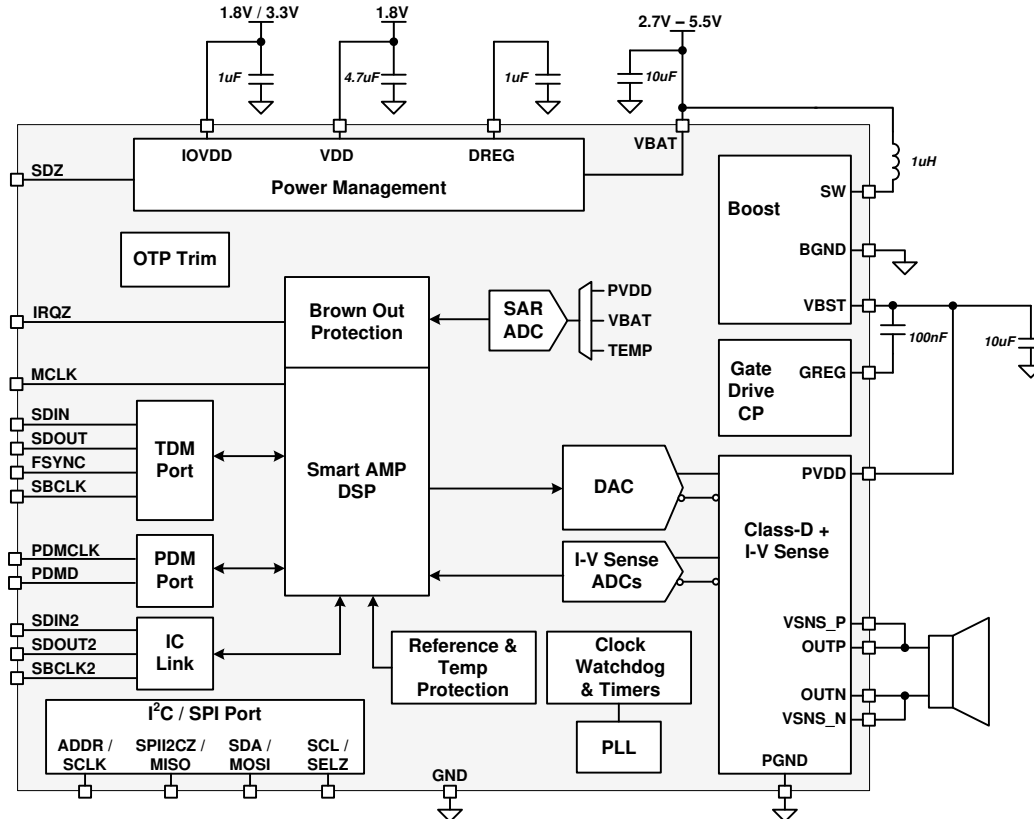 1.8V / 3.3V
1.8V
2.7V – 5.5V
1uF
4.7uF
1uF
10uF
IOVDD
VDD
DREG
VBAT
Power Management
SDZ
1uH
SW
Boost
BGND
VBST
OTP Trim
IRQZ
Brown Out
Protection
SAR
ADC
PVDD
VBAT
TEMP
100nF
10uF
Gate
Drive
CP
GREG
MCLK
SDIN
SDOUT
FSYNC
SBCLK
TDM
Port
Smart AMP
DSP
DAC
PVDD
Class-D +
I-V Sense
PDMCLK
PDMD
PDM
Port
I-V Sense
ADCs
SDIN2
SDOUT2
SBCLK2
IC
Link
Reference &
Temp
Protection
Clock
Watchdog
& Timers
VSNS_P
OUTP
OUTN
VSNS_N
I²C / SPI Port
ADDR /
SCLK
SPII2CZ /
MISO
SDA /
MOSI
SCL /
SELZ
PLL
GND
PGND